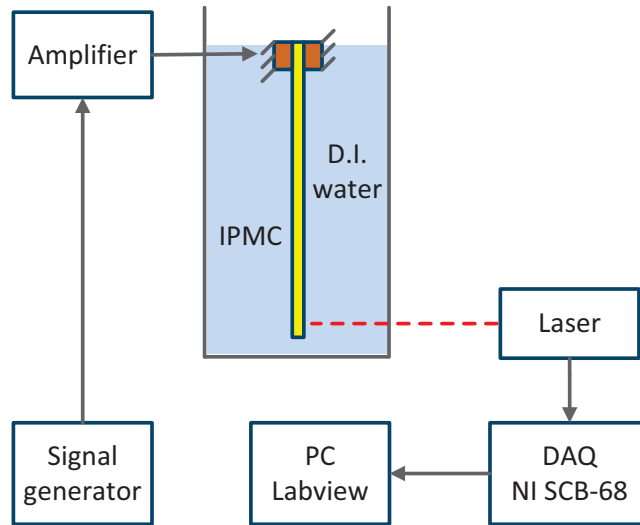 Amplifier
D.I.
water
IPMC
Laser
Signal
generator
PC
Labview
DAQ
NI SCB-68